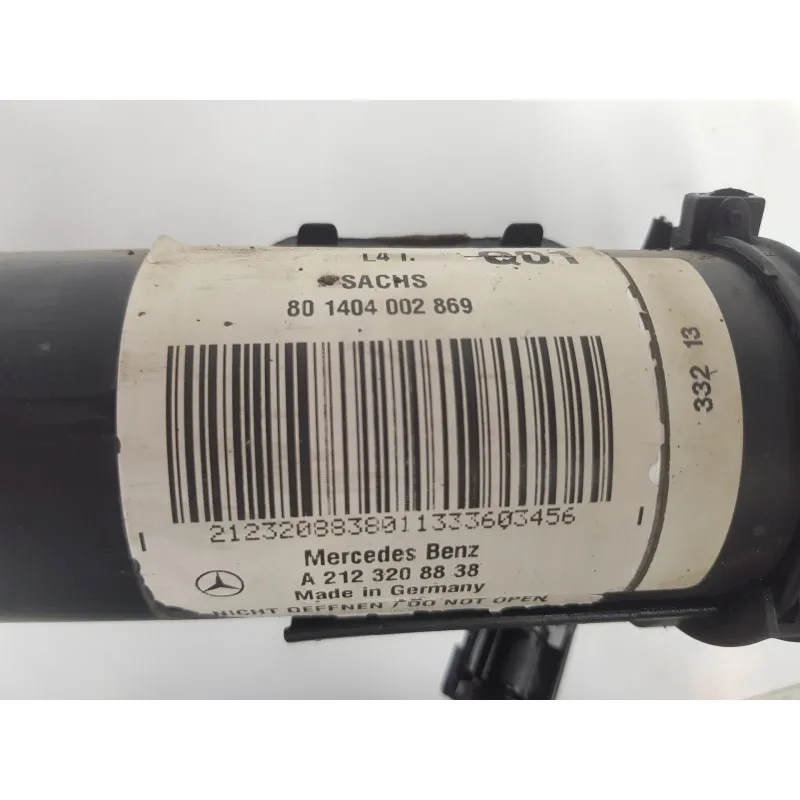 L4 I.
Q01
SACHS
80 1404 002 869
332 13
2123208838011333603456
Mercedes Benz
A 212 320 88 38
Made in Germany
NICHT OEFFNEN / DO NOT OPEN